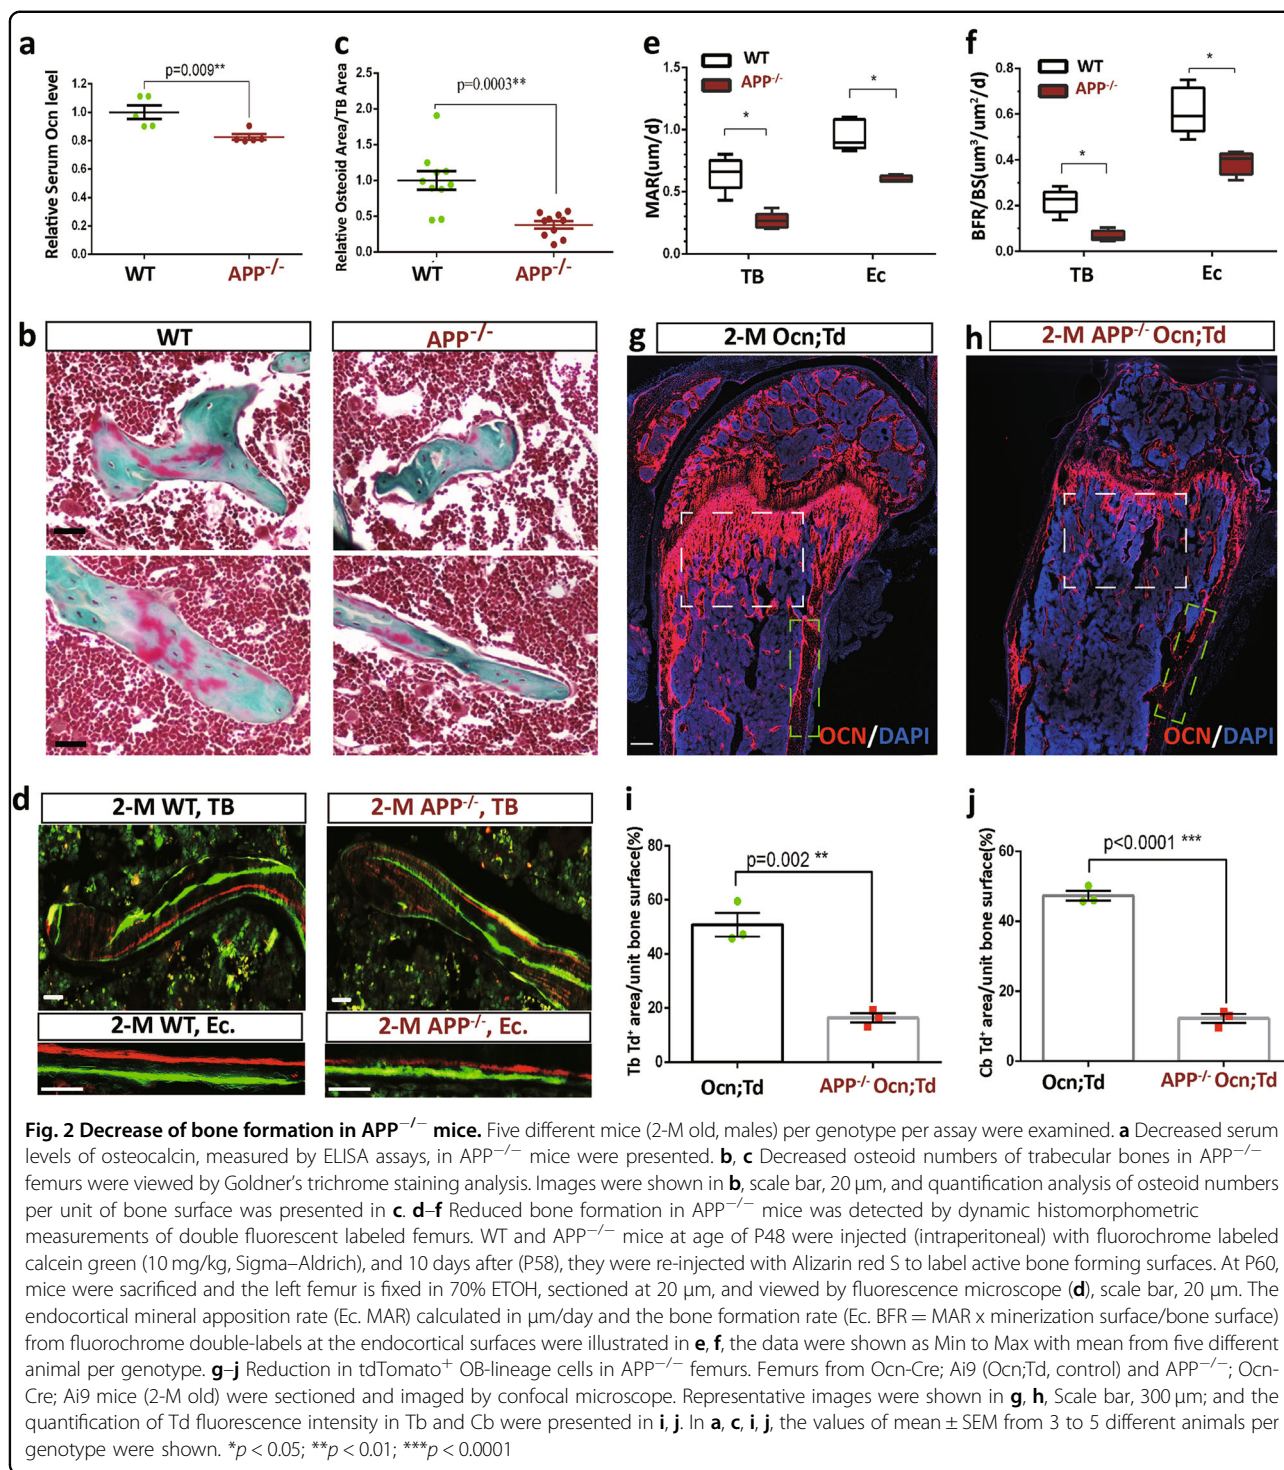 a
p=0.009**
Relative Serum Ocn level
1.2
1.0
0.8
0.6
0.4
0.2
0
WT
APP-/-
c
p=0.0003**
Relative Osteoid Area/TB Area
2.5
2.0
1.5
1.0
0.5
0.0
WT
APP-/-
e
WT
APP-/-
MAR(um/d)
1.5
1.0
0.5
0.0
*
*
TB
Ec
f
WT
APP-/-
BFR/BS(um3/um2/d)
0.8
0.6
0.4
0.2
0.0
*
*
TB
Ec
b
WT
APP-/-
g
2-M Ocn;Td
OCN/DAPI
h
2-M APP-/- Ocn;Td
OCN/DAPI
d
2-M WT, TB
2-M APP-/-, TB
2-M WT, Ec.
2-M APP-/-, Ec.
i
Tb Td+ area/unit bone surface(%)
80
60
40
20
0
p=0.002 **
Ocn;Td
APP-/- Ocn;Td
j
Cb Td+ area/unit bone surface(%)
60
40
20
0
p<0.0001 ***
Ocn;Td
APP-/- Ocn;Td
Fig. 2 Decrease of bone formation in APP−/− mice. Five different mice (2-M old, males) per genotype per assay were examined. a Decreased serum
levels of osteocalcin, measured by ELISA assays, in APP−/− mice were presented. b, c Decreased osteoid numbers of trabecular bones in APP−/−
femurs were viewed by Goldner's trichrome staining analysis. Images were shown in b, scale bar, 20 μm, and quantification analysis of osteoid numbers
per unit of bone surface was presented in c. d–f Reduced bone formation in APP−/− mice was detected by dynamic histomorphometric
measurements of double fluorescent labeled femurs. WT and APP−/− mice at age of P48 were injected (intraperitoneal) with fluorochrome labeled
calcein green (10 mg/kg, Sigma–Aldrich), and 10 days after (P58), they were re-injected with Alizarin red S to label active bone forming surfaces. At P60,
mice were sacrificed and the left femur is fixed in 70% ETOH, sectioned at 20 μm, and viewed by fluorescence microscope (d), scale bar, 20 μm. The
endocortical mineral apposition rate (Ec. MAR) calculated in μm/day and the bone formation rate (Ec. BFR = MAR x minerization surface/bone surface)
from fluorochrome double-labels at the endocortical surfaces were illustrated in e, f, the data were shown as Min to Max with mean from five different
animal per genotype. g–j Reduction in tdTomato+ OB-lineage cells in APP−/− femurs. Femurs from Ocn-Cre; Ai9 (Ocn;Td, control) and APP−/−; Ocn-
Cre; Ai9 mice (2-M old) were sectioned and imaged by confocal microscope. Representative images were shown in g, h, Scale bar, 300 μm; and the
quantification of Td fluorescence intensity in Tb and Cb were presented in i, j. In a, c, i, j, the values of mean ± SEM from 3 to 5 different animals per
genotype were shown. *p < 0.05; **p < 0.01; ***p < 0.0001